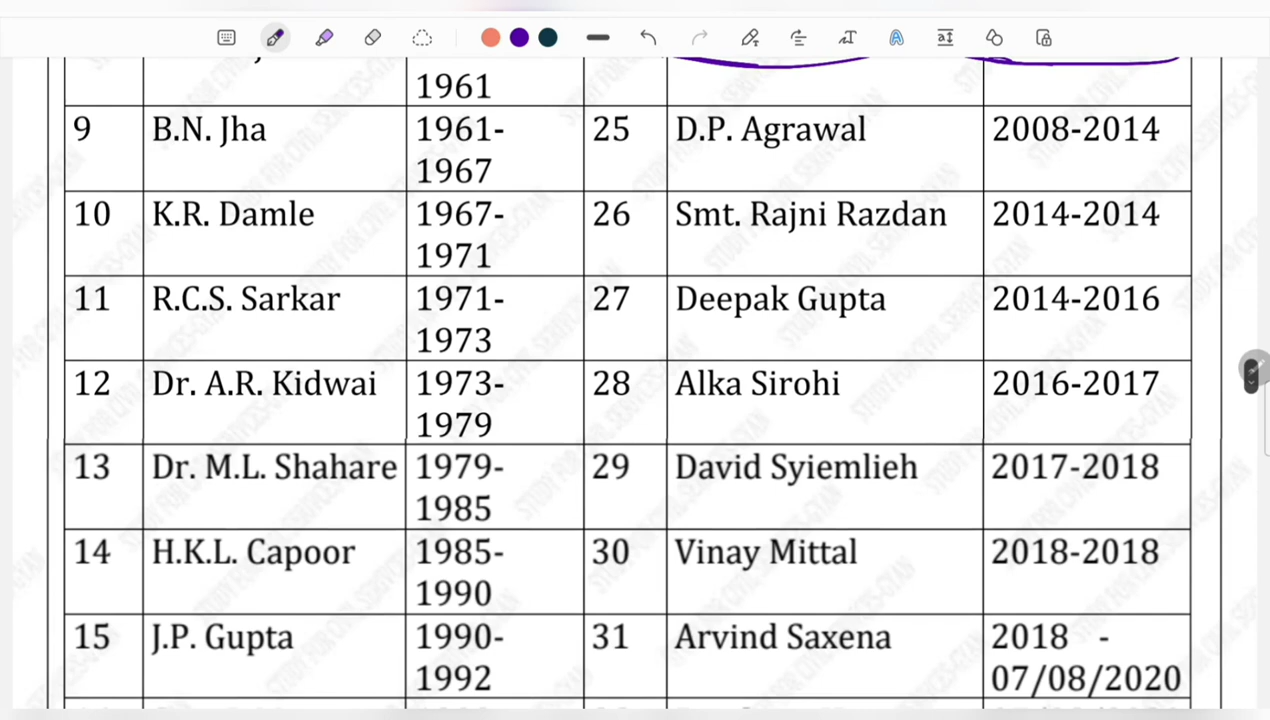 1961
9 B.N. Jha 1961- 25 D.P. Agrawal 2008-2014
1967
10 K.R. Damle 1967- 26 Smt. Rajni Razdan 2014-2014
1971
11 R.C.S. Sarkar 1971- 27 Deepak Gupta 2014-2016
1973
12 Dr. A.R. Kidwai 1973- 28 Alka Sirohi 2016-2017
1979
13 Dr. M.L. Shahare 1979- 29 David Syiemlieh 2017-2018
1985
14 H.K.L. Capoor 1985- 30 Vinay Mittal 2018-2018
1990
15 J.P. Gupta 1990- 31 Arvind Saxena 2018 -
1992 07/08/2020